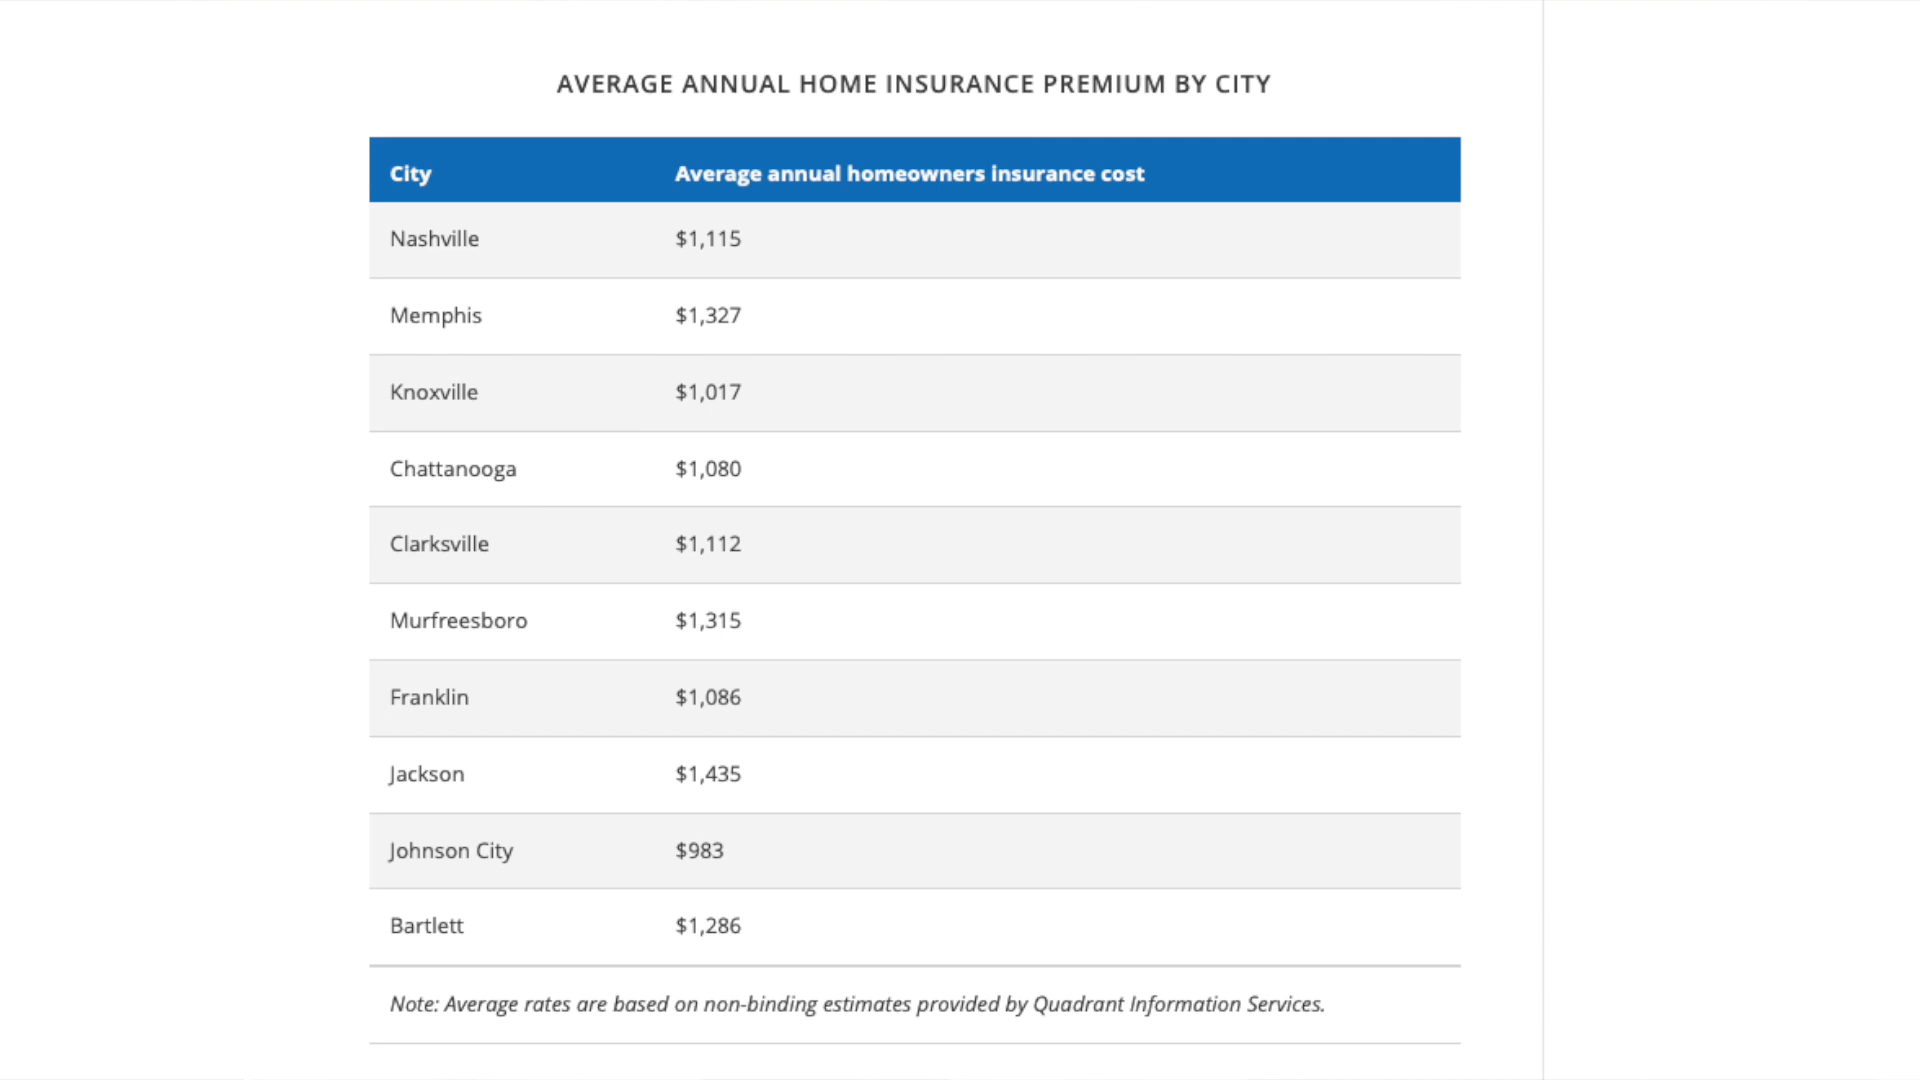 AVERAGE ANNUAL HOME INSURANCE PREMIUM BY CITY
City Average annual homeowners insurance cost
Nashville $1,115
Memphis $1,327
Knoxville $1,017
Chattanooga $1,080
Clarksville $1,112
Murfreesboro $1,315
Franklin $1,086
Jackson $1,435
Johnson City $983
Bartlett $1,286
Note: Average rates are based on non-binding estimates provided by Quadrant Information Services.